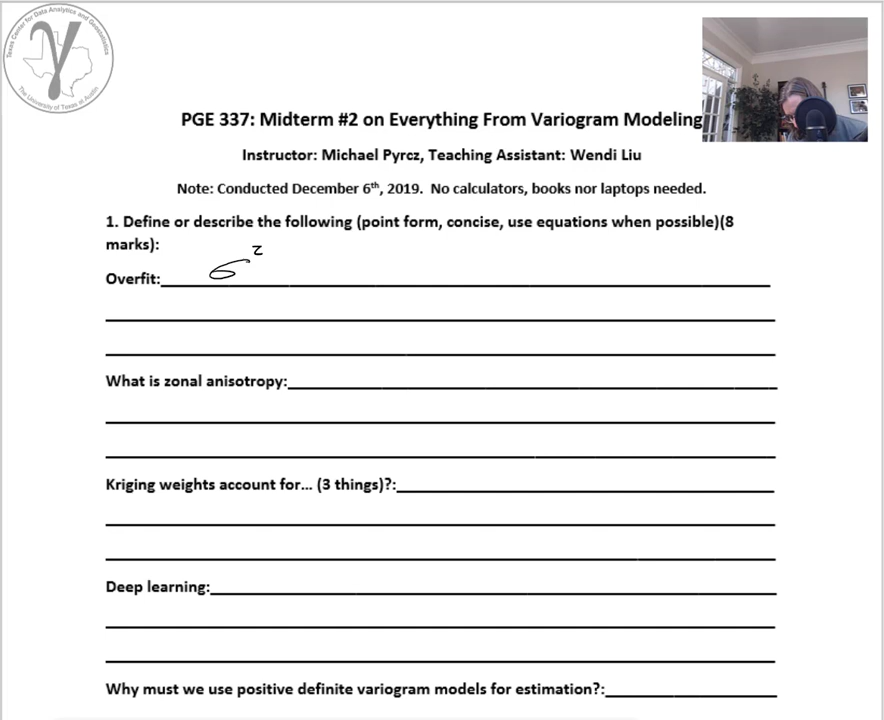 Texas Center for Data Analytics and Geostatistics
The University of Texas at Austin
PGE 337: Midterm #2 on Everything From Variogram Modeling
Instructor: Michael Pyrcz, Teaching Assistant: Wendi Liu
Note: Conducted December 6th, 2019. No calculators, books nor laptops needed.
1. Define or describe the following (point form, concise, use equations when possible)(8
marks):
Overfit: σ²
What is zonal anisotropy:
Kriging weights account for... (3 things)?:
Deep learning:
Why must we use positive definite variogram models for estimation?: